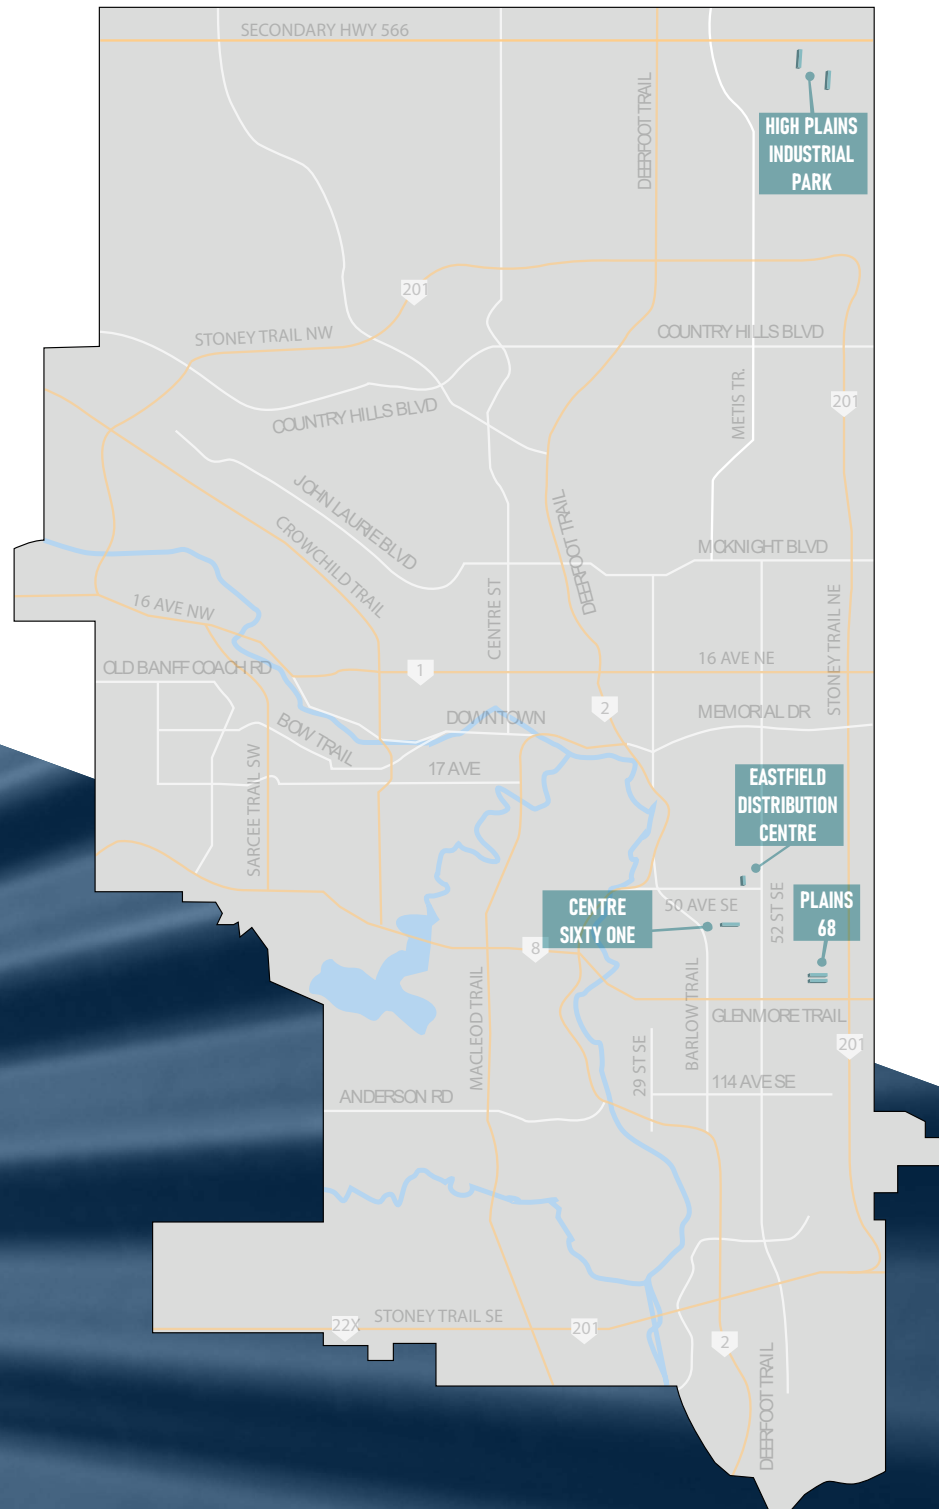 SECONDARY HWY 566
DEERFOOT TRAIL
HIGH PLAINS
INDUSTRIAL
PARK
201
STONEY TRAIL NW
COUNTRY HILLS BLVD
METIS TR.
201
COUNTRY HILLS BLVD
JOHN LAURIE BLVD
CROWCHILD TRAIL
DEERFOOT TRAIL
MCKNIGHT BLVD
16 AVE NW
CENTRE ST
STONEY TRAIL NE
OLD BANFF COACH RD
1
16 AVE NE
2
BOW TRAIL
DOWNTOWN
MEMORIAL DR
SARCEE TRAIL SW
17 AVE
EASTFIELD
DISTRIBUTION
CENTRE
CENTRE
SIXTY ONE
50 AVE SE
52 ST SE
PLAINS
68
8
MACLEOD TRAIL
BARLOW TRAIL
GLENMORE TRAIL
29 ST SE
201
114 AVE SE
ANDERSON RD
22X
STONEY TRAIL SE
201
2
DEERFOOT TRAIL